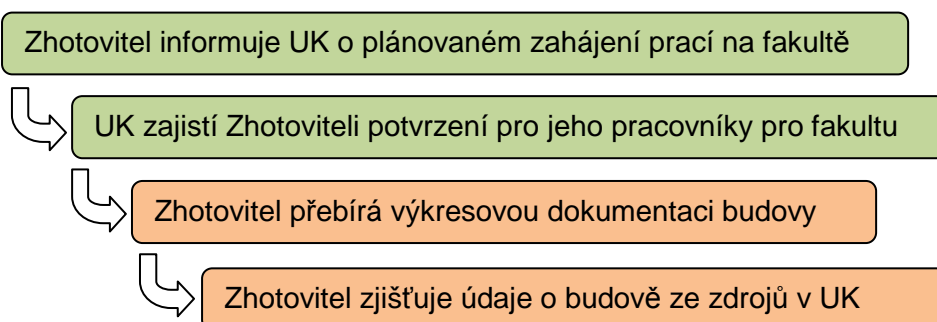 Zhotovitel informuje UK o plánovaném zahájení prací na fakultě
UK zajistí Zhotoviteli potvrzení pro jeho pracovníky pro fakultu
Zhotovitel přebírá výkresovou dokumentaci budovy
Zhotovitel zjišťuje údaje o budově ze zdrojů v UK